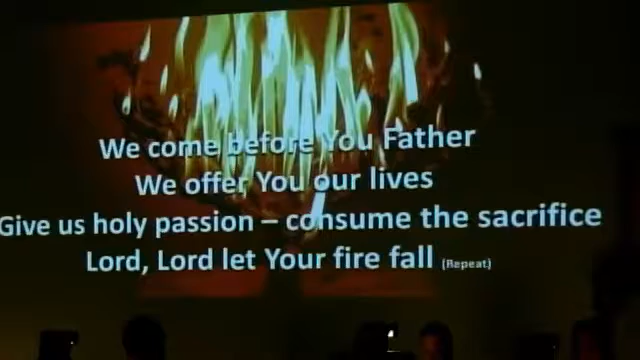 We come before You Father
We offer You our lives
Give us holy passion – consume the sacrifice
Lord, Lord let Your fire fall (Repeat)